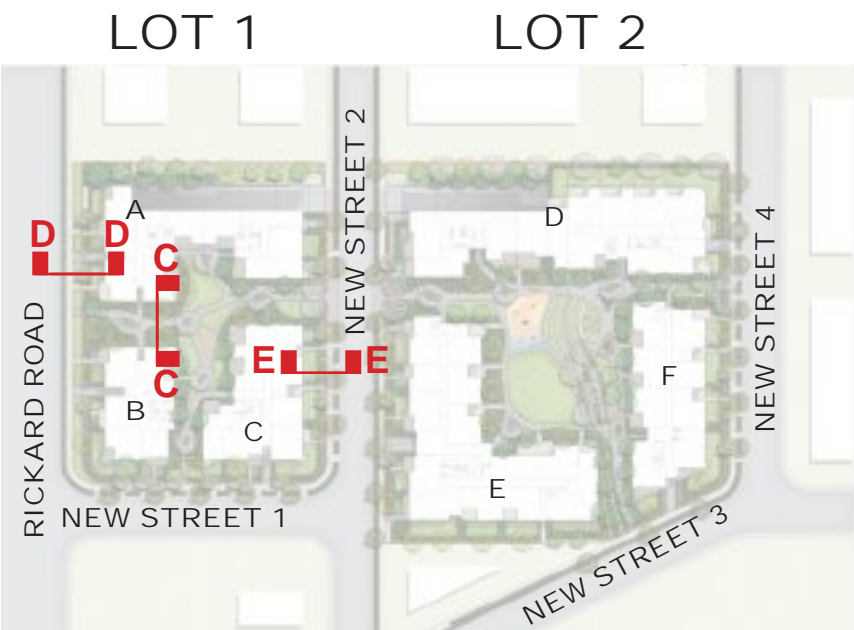 LOT 1
LOT 2
NEW STREET 2
A
D
D
D
C
NEW STREET 4
RICKARD ROAD
E
E
C
F
B
C
E
NEW STREET 1
NEW STREET 3